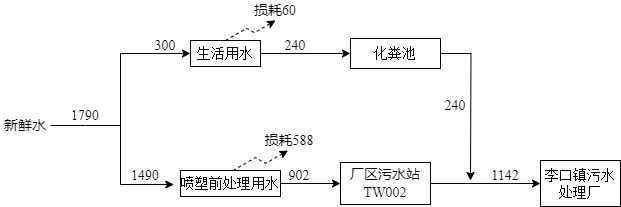 损耗60
300
生活用水
240
化粪池
1790
新鲜水
240
损耗588
1490
喷塑前处理用水
902
厂区污水站
TW002
1142
李口镇污水
处理厂